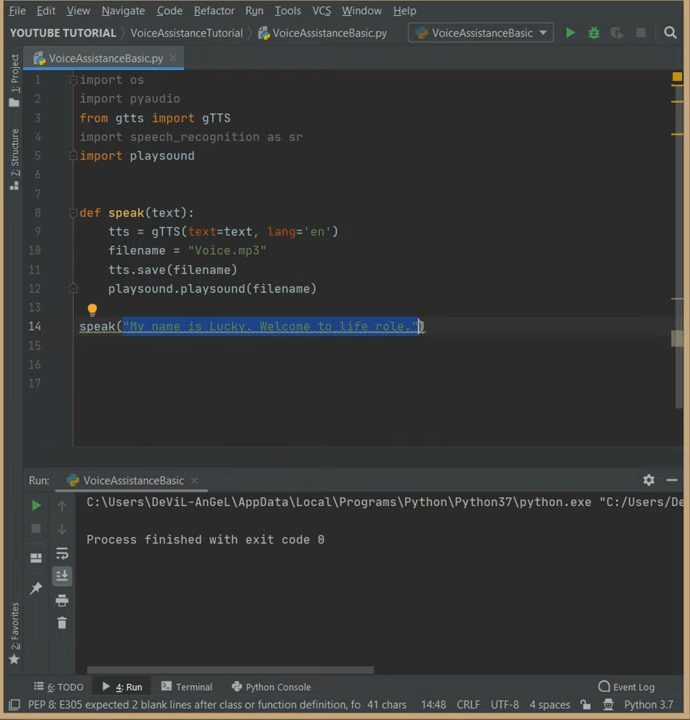 File Edit View Navigate Code Refactor Run Tools VCS Window Help
YOUTUBE TUTORIAL VoiceAssistanceTutorial VoiceAssistanceBasic.py VoiceAssistanceBasic
VoiceAssistanceBasic.py
1: Project
7: Structure
2: Favorites
1 import os
2 import pyaudio
3 from gtts import gTTS
4 import speech_recognition as sr
5 import playsound
6
7
8 def speak(text):
9 tts = gTTS(text=text, lang='en')
10 filename = "Voice.mp3"
11 tts.save(filename)
12 playsound.playsound(filename)
13
14 speak("My name is Lucky. Welcome to life role.")
15
16
17
Run: VoiceAssistanceBasic
C:\Users\DeViL-AnGeL\AppData\Local\Programs\Python\Python37\python.exe "C:/Users/De
Process finished with exit code 0
6: TODO 4: Run Terminal Python Console Event Log
PEP 8: E305 expected 2 blank lines after class or function definition, fo 41 chars 14:48 CRLF UTF-8 4 spaces Python 3.7